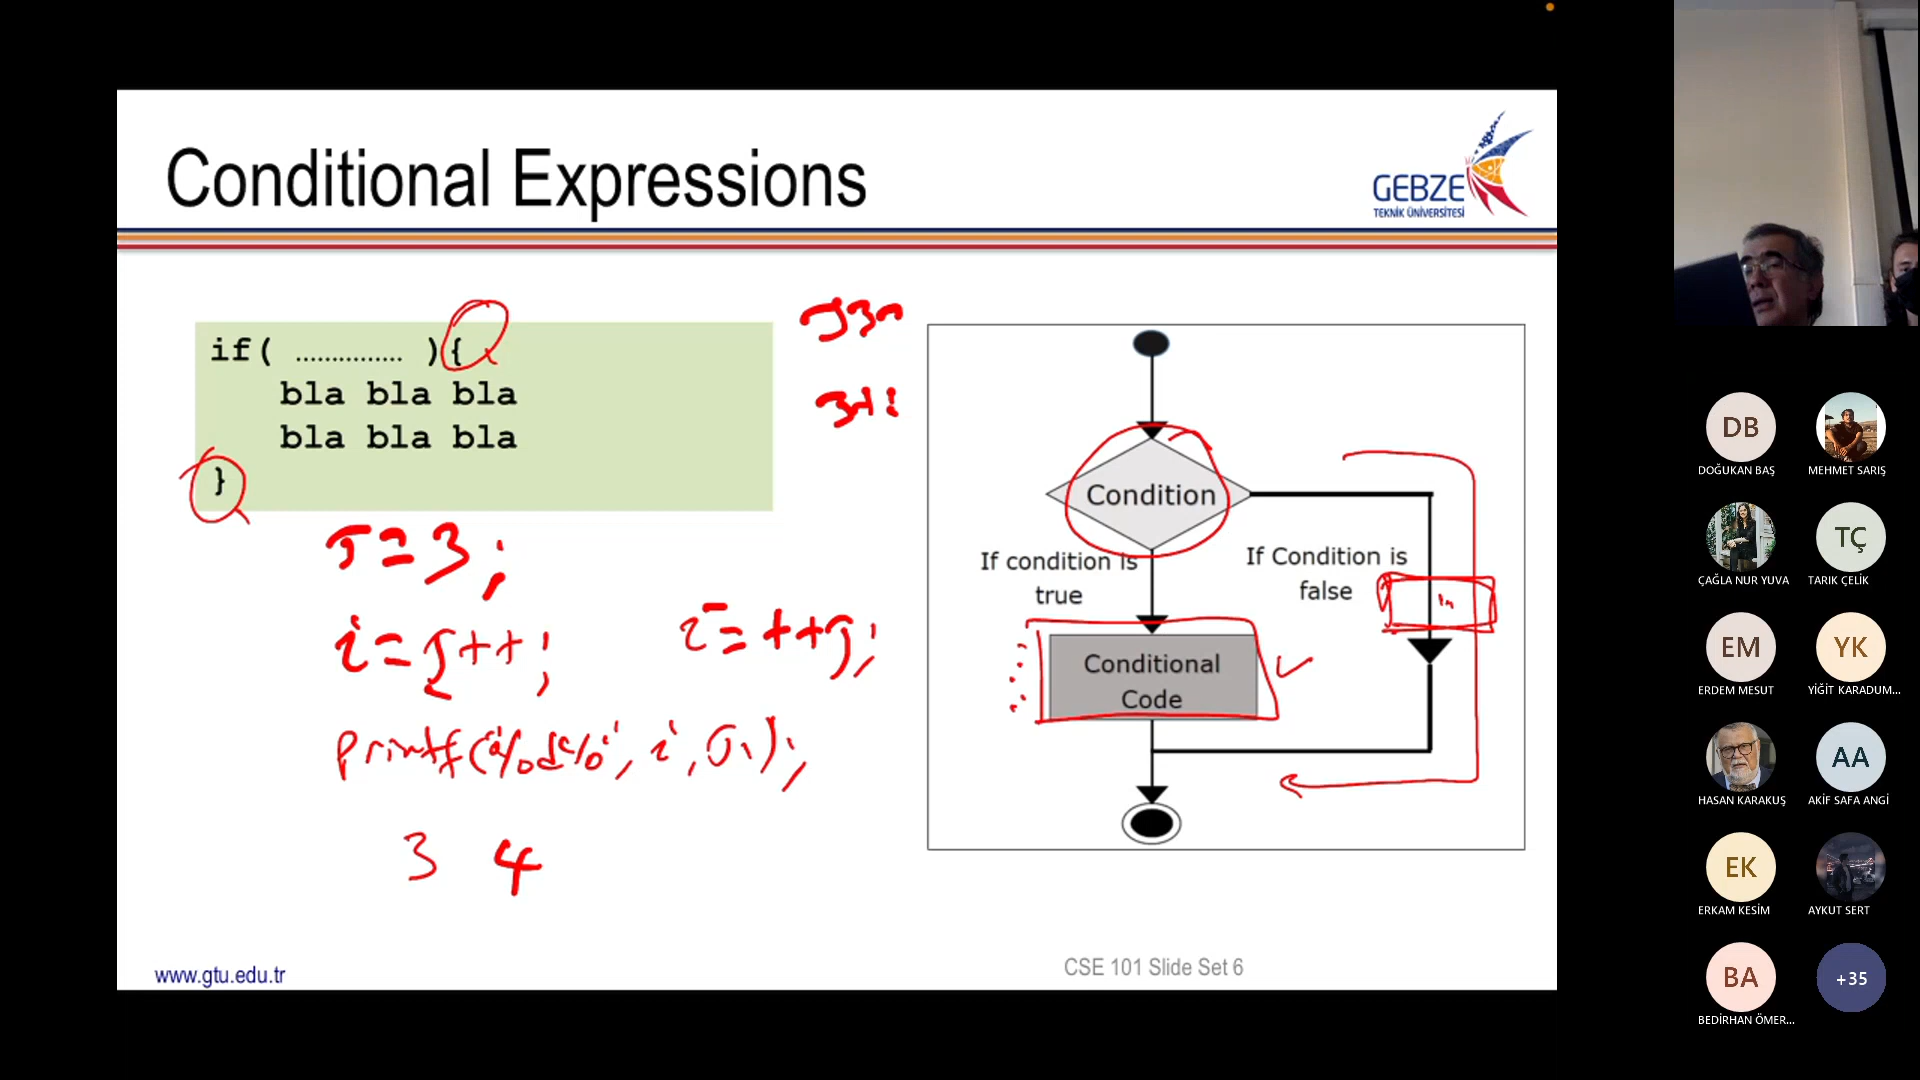 Conditional Expressions
GEBZE
TEKNİK ÜNİVERSİTESİ
if( ............... ){
bla bla bla
bla bla bla
}
J=3;
i=J++;
i=++J;
printf("%d%", i, J);
3 4
Condition
If condition is
true
If Condition is
false
Conditional
Code
www.gtu.edu.tr
CSE 101 Slide Set 6
DB
DOĞUKAN BAŞ
MEHMET SARIŞ
ÇAĞLA NUR YUVA
TÇ
TARIK ÇELİK
EM
ERDEM MESUT
YK
YİĞİT KARADUM...
HASAN KARAKUŞ
AA
AKİF SAFA ANGİ
EK
ERKAM KESİM
AYKUT SERT
BA
BEDİRHAN ÖMER...
+35